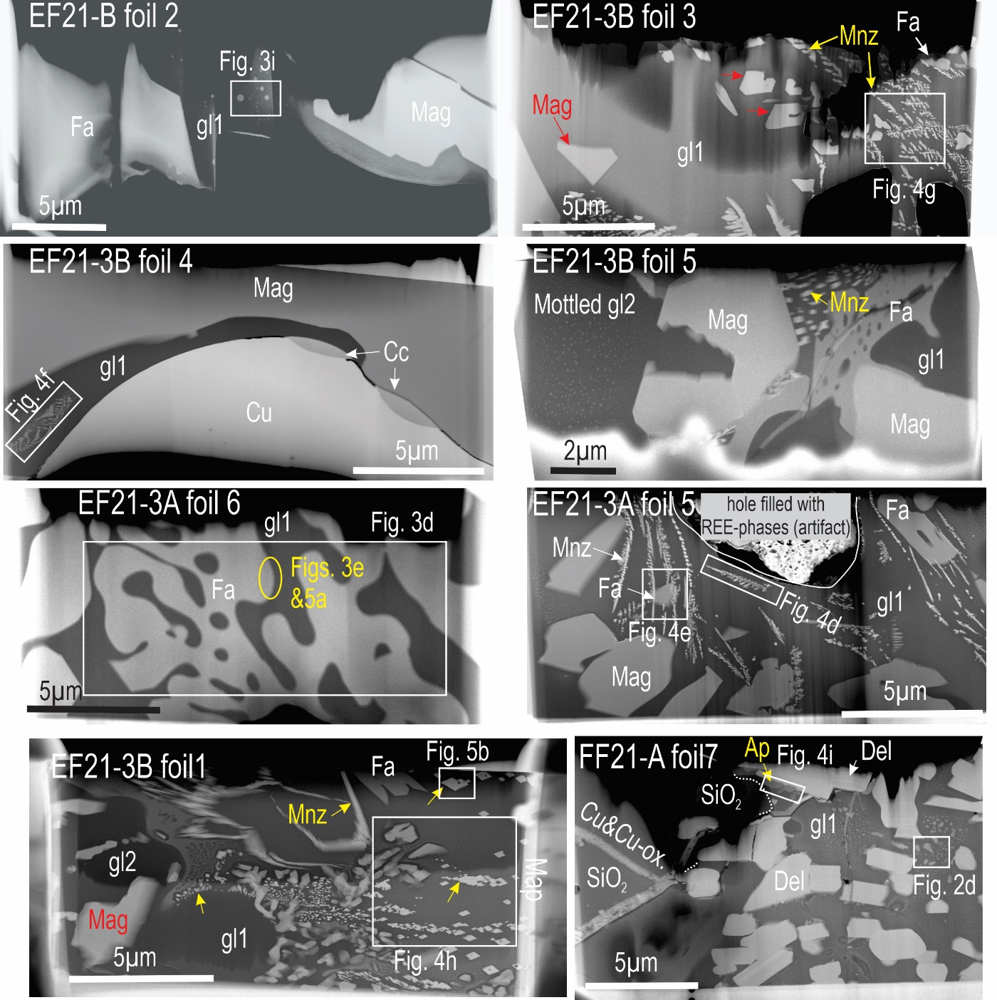 EF21-B foil 2
Fig. 3i
Fa
gl1
Mag
5µm
EF21-3B foil 3
Mnz
Fa
Mag
gl1
5µm
Fig. 4g
EF21-3B foil 4
Mag
gl1
Cc
Fig. 4f
Cu
5µm
EF21-3B foil 5
Mottled gl2
Mag
Mnz
Fa
gl1
Mag
2µm
EF21-3A foil 6
gl1
Fig. 3d
Fa
Figs. 3e
&5a
5µm
EF21-3A foil 5
hole filled with
REE-phases (artifact)
Fa
Mnz
Fa
Fig. 4e
Fig. 4d
gl1
Mag
5µm
EF21-3B foil1
Fa
Fig. 5b
Mnz
gl2
Map
Mag
gl1
5µm
Fig. 4h
FF21-A foil7
Ap
Fig. 4i
Del
SiO₂
Cu&Cu-ox.
gl1
SiO₂
Del
Fig. 2d
5µm